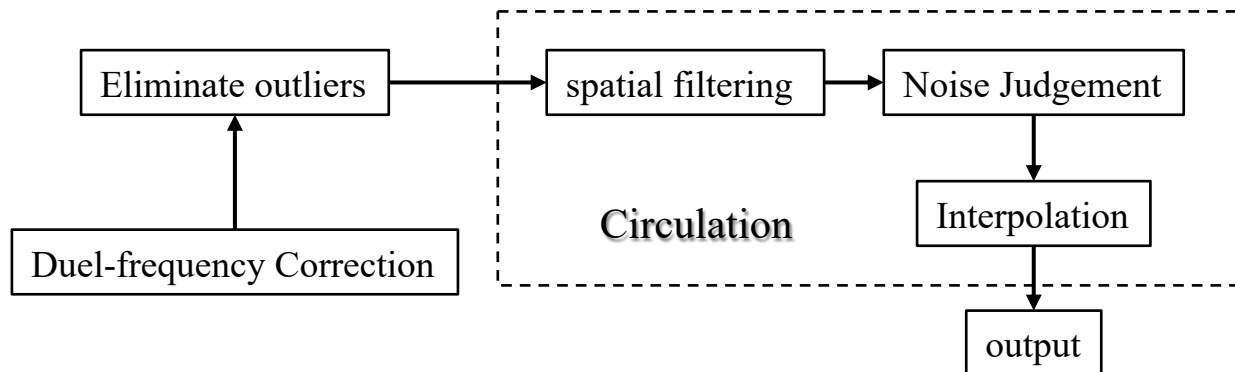 Eliminate outliers
spatial filtering
Noise Judgement
Circulation
Interpolation
Duel-frequency Correction
output